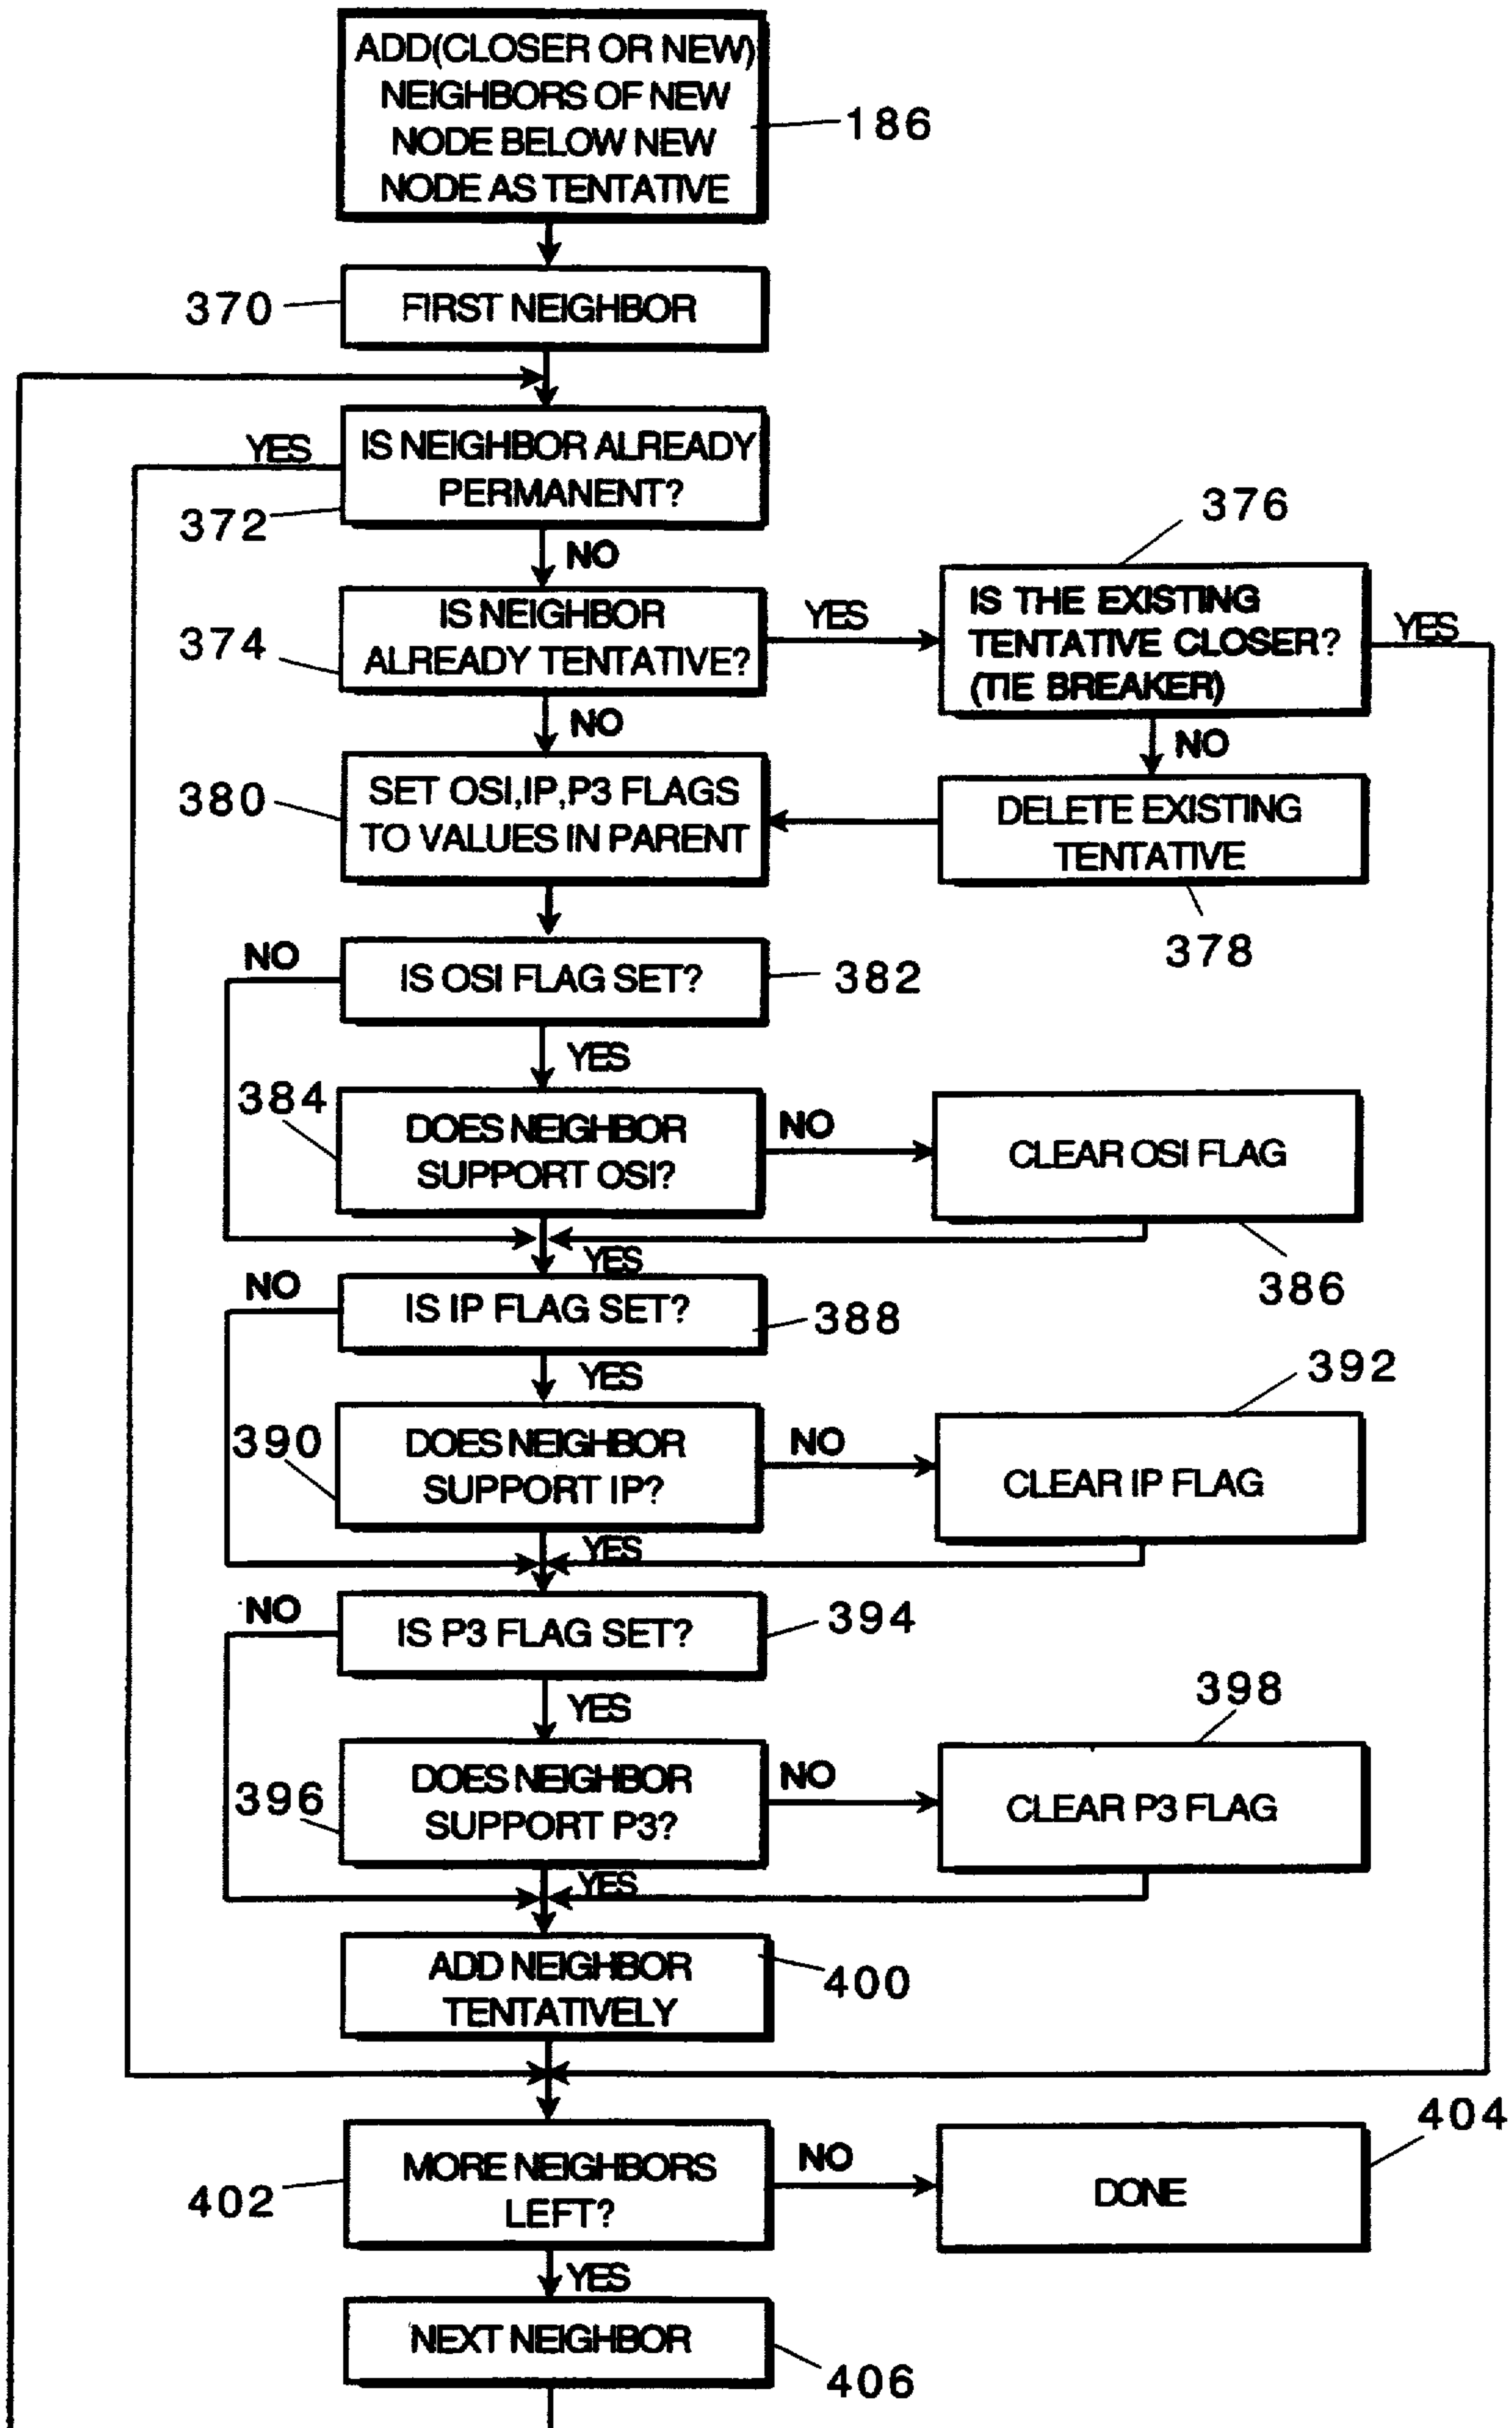 ADD(CLOSER OR NEW)
NEIGHBORS OF NEW
NODE BELOW NEW
NODE AS TENTATIVE
186
370
FIRST NEIGHBOR
YES
IS NEIGHBOR ALREADY
PERMANENT?
372
NO
376
IS NEIGHBOR
ALREADY TENTATIVE?
374
YES
IS THE EXISTING
TENTATIVE CLOSER?
(TIE BREAKER)
YES
NO
NO
380
SET OSI,IP,P3 FLAGS
TO VALUES IN PARENT
DELETE EXISTING
TENTATIVE
378
NO
IS OSI FLAG SET?
382
YES
384
DOES NEIGHBOR
SUPPORT OSI?
NO
CLEAR OSI FLAG
386
YES
NO
IS IP FLAG SET?
388
YES
392
390
DOES NEIGHBOR
SUPPORT IP?
NO
CLEAR IP FLAG
YES
NO
IS P3 FLAG SET?
394
YES
398
396
DOES NEIGHBOR
SUPPORT P3?
NO
CLEAR P3 FLAG
YES
ADD NEIGHBOR
TENTATIVELY
400
402
MORE NEIGHBORS
LEFT?
NO
DONE
404
YES
NEXT NEIGHBOR
406